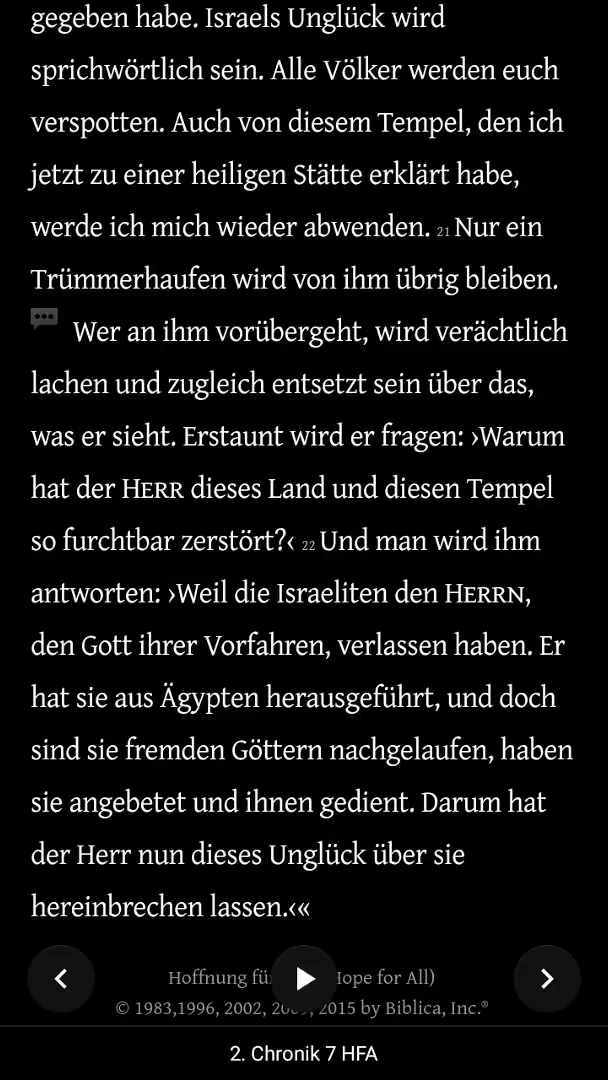 gegeben habe. Israels Unglück wird
sprichwörtlich sein. Alle Völker werden euch
verspotten. Auch von diesem Tempel, den ich
jetzt zu einer heiligen Stätte erklärt habe,
werde ich mich wieder abwenden. 21 Nur ein
Trümmerhaufen wird von ihm übrig bleiben.
Wer an ihm vorübergeht, wird verächtlich
lachen und zugleich entsetzt sein über das,
was er sieht. Erstaunt wird er fragen: ›Warum
hat der HERR dieses Land und diesen Tempel
so furchtbar zerstört?‹ 22 Und man wird ihm
antworten: ›Weil die Israeliten den HERRN,
den Gott ihrer Vorfahren, verlassen haben. Er
hat sie aus Ägypten herausgeführt, und doch
sind sie fremden Göttern nachgelaufen, haben
sie angebetet und ihnen gedient. Darum hat
der Herr nun dieses Unglück über sie
hereinbrechen lassen.‹«
Hoffnung for All)
© 1983,1996, 2002, 2015 by Biblica, Inc.®
2. Chronik 7 HFA